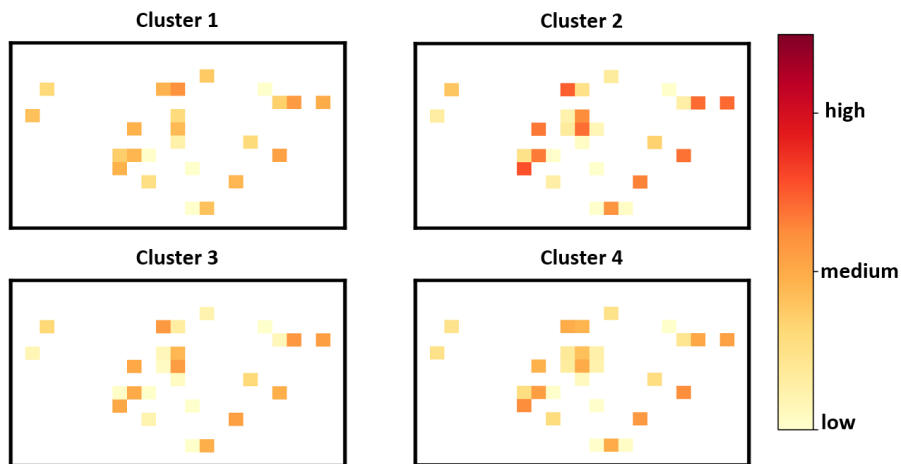 Cluster 1
Cluster 2
high
Cluster 3
Cluster 4
medium
low